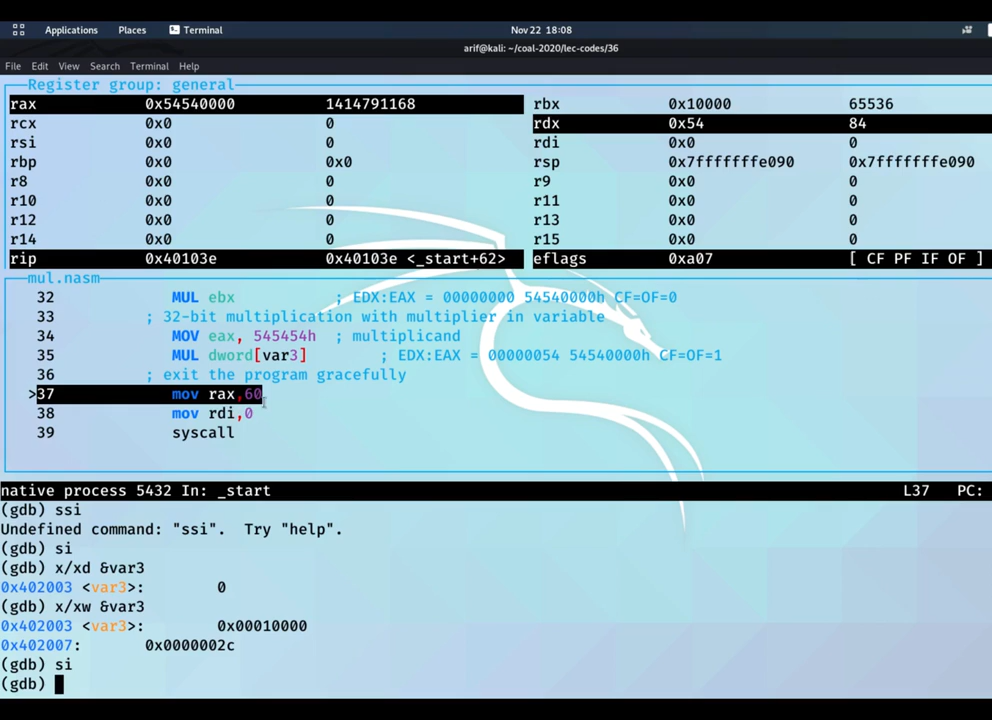 Applications Places Terminal Nov 22 18:08
arif@kali: ~/coal-2020/lec-codes/36
File Edit View Search Terminal Help
Register group: general
rax 0x54540000 1414791168 rbx 0x10000 65536
rcx 0x0 0 rdx 0x54 84
rsi 0x0 0 rdi 0x0 0
rbp 0x0 0x0 rsp 0x7fffffffe090 0x7fffffffe090
r8 0x0 0 r9 0x0 0
r10 0x0 0 r11 0x0 0
r12 0x0 0 r13 0x0 0
r14 0x0 0 r15 0x0 0
rip 0x40103e 0x40103e <_start+62> eflags 0xa07 [ CF PF IF OF ]
mul.nasm
32 MUL ebx ; EDX:EAX = 00000000 54540000h CF=OF=0
33 ; 32-bit multiplication with multiplier in variable
34 MOV eax, 545454h ; multiplicand
35 MUL dword[var3] ; EDX:EAX = 00000054 54540000h CF=OF=1
36 ; exit the program gracefully
>37 mov rax,60
38 mov rdi,0
39 syscall
native process 5432 In: _start L37 PC:
(gdb) ssi
Undefined command: "ssi". Try "help".
(gdb) si
(gdb) x/xd &var3
0x402003 <var3>: 0
(gdb) x/xw &var3
0x402003 <var3>: 0x00010000
0x402007: 0x0000002c
(gdb) si
(gdb)